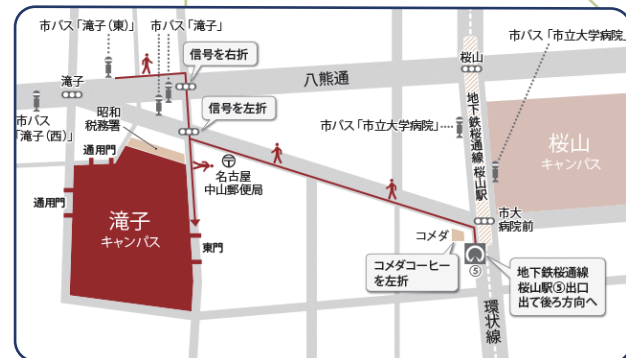 市バス「滝子(東)」
市バス「滝子」
信号を右折
桜山
市バス「市立大学病院」
滝子
八熊通
信号を左折
市バス
「滝子(西)」
昭和
税務署
地下鉄桜通線 桜山駅
市バス「市立大学病院」
桜山
キャンパス
通用門
名古屋
中山郵便局
通用門
滝子
キャンパス
東門
市大
病院前
コメダ
コメダコーヒー
を左折
⑤
地下鉄桜通線
桜山駅⑤出口
出て後ろ方向へ
環状線